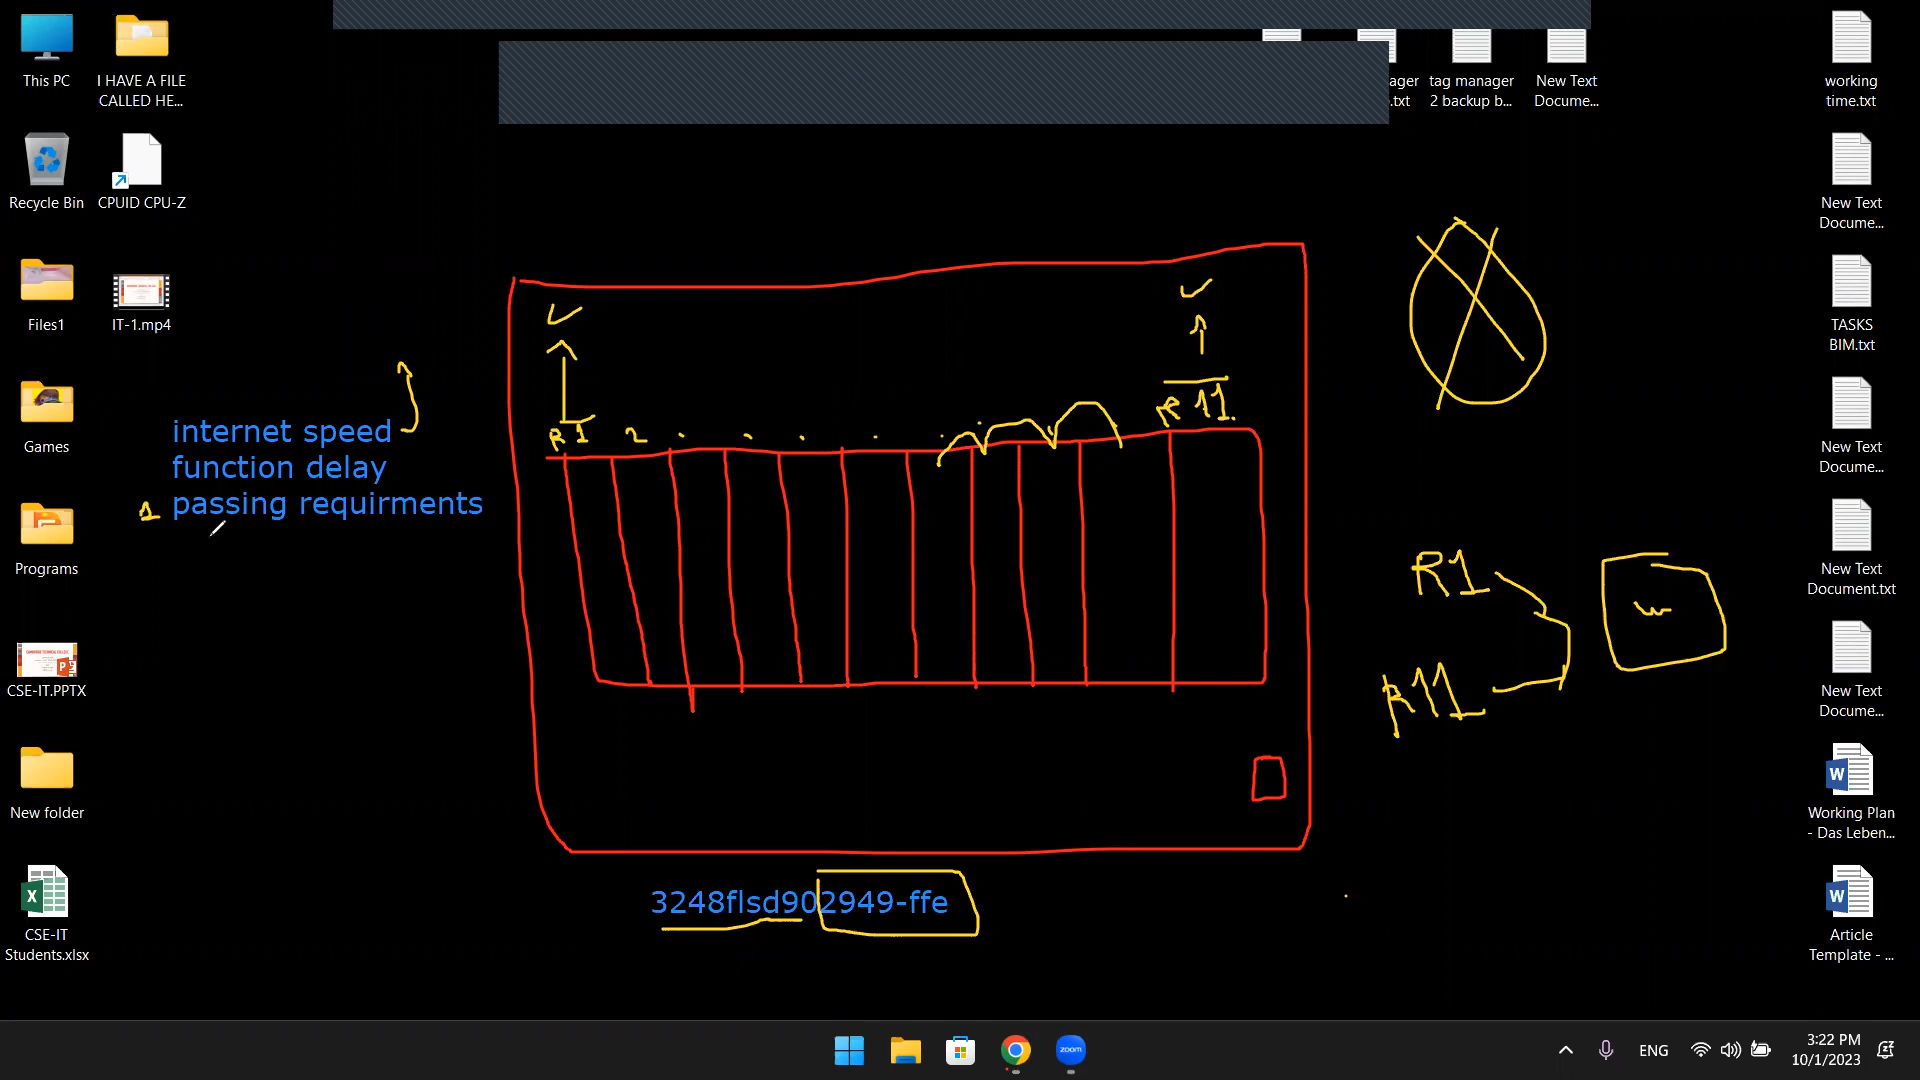 This PC
I HAVE A FILE
CALLED HE...
ager
.txt
tag manager
2 backup b...
New Text
Docume...
working
time.txt
Recycle Bin
CPUID CPU-Z
New Text
Docume...
Files1
IT-1.mp4
TASKS
BIM.txt
Games
New Text
Docume...
internet speed
function delay
1 passing requirments
R1 2 . . . . . . R11.
Programs
New Text
Document.txt
R1
R11
CSE-IT.PPTX
New Text
Docume...
New folder
Working Plan
- Das Leben...
3248flsd902949-ffe
CSE-IT
Students.xlsx
Article
Template - ...
zoom
ENG
3:22 PM
10/1/2023